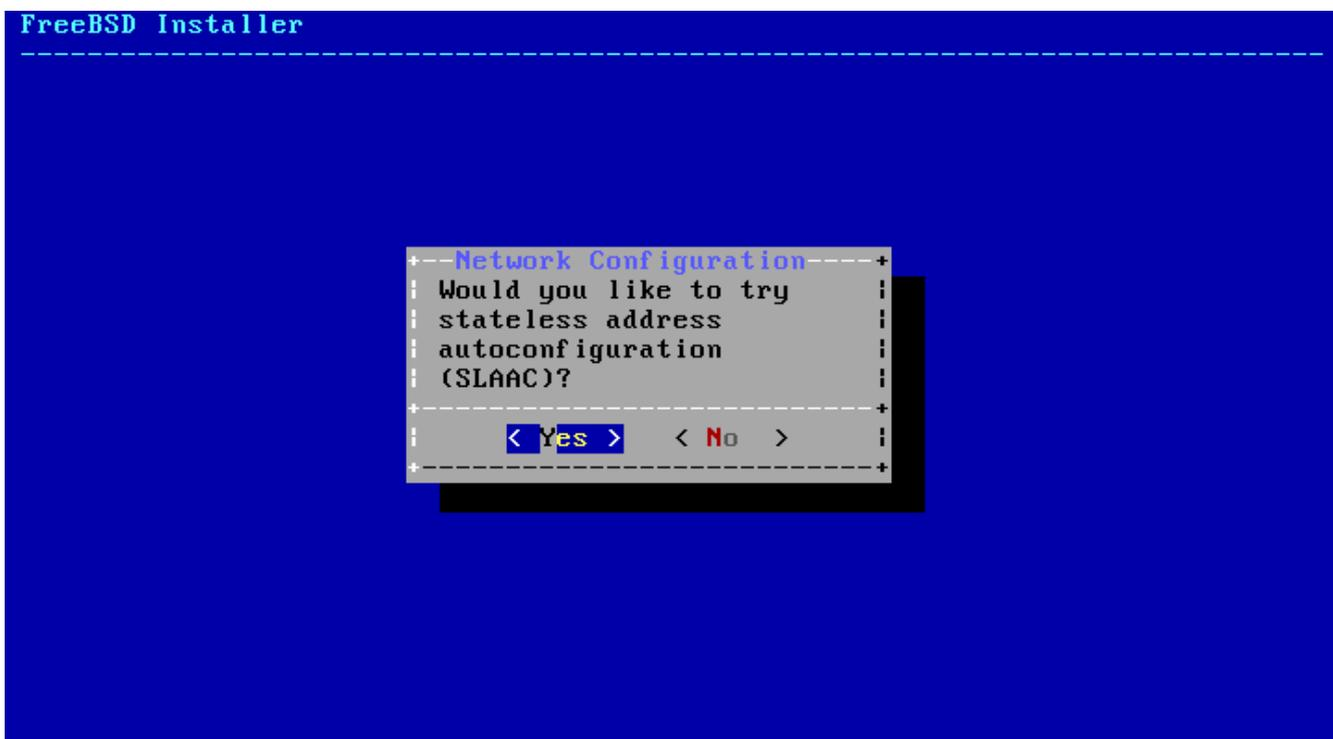 FreeBSD Installer
Network Configuration
Would you like to try
stateless address
autoconfiguration
(SLAAC)?
< Yes > < No >